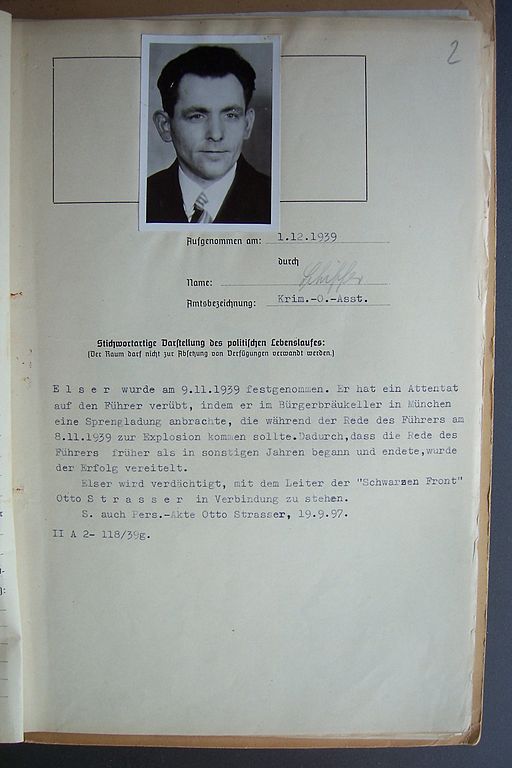 2
Aufgenommen am: 1.12.1939
durch
Name:
Amtsbezeichnung: Krim.-O.-Asst.
Stichwortartige Darstellung des politischen Lebenslaufes:
(Der Raum darf nicht zur Absetzung von Verfügungen verwandt werden.)
E l s e r wurde am 9.11.1939 festgenommen. Er hat ein Attentat
auf den Führer verübt, indem er im Bürgerbräukeller in München
eine Sprengladung anbrachte, die während der Rede des Führers am
8.11.1939 zur Explosion kommen sollte.Dadurch,dass die Rede des
Führers früher als in sonstigen Jahren begann und endete,wurde
der Erfolg vereitelt.
Elser wird verdächtigt, mit dem Leiter der "Schwarzen Front"
Otto S t r a s s e r in Verbindung zu stehen.
S. auch Pers.-Akte Otto Strasser, 19.9.97.
II A 2- 118/39g.